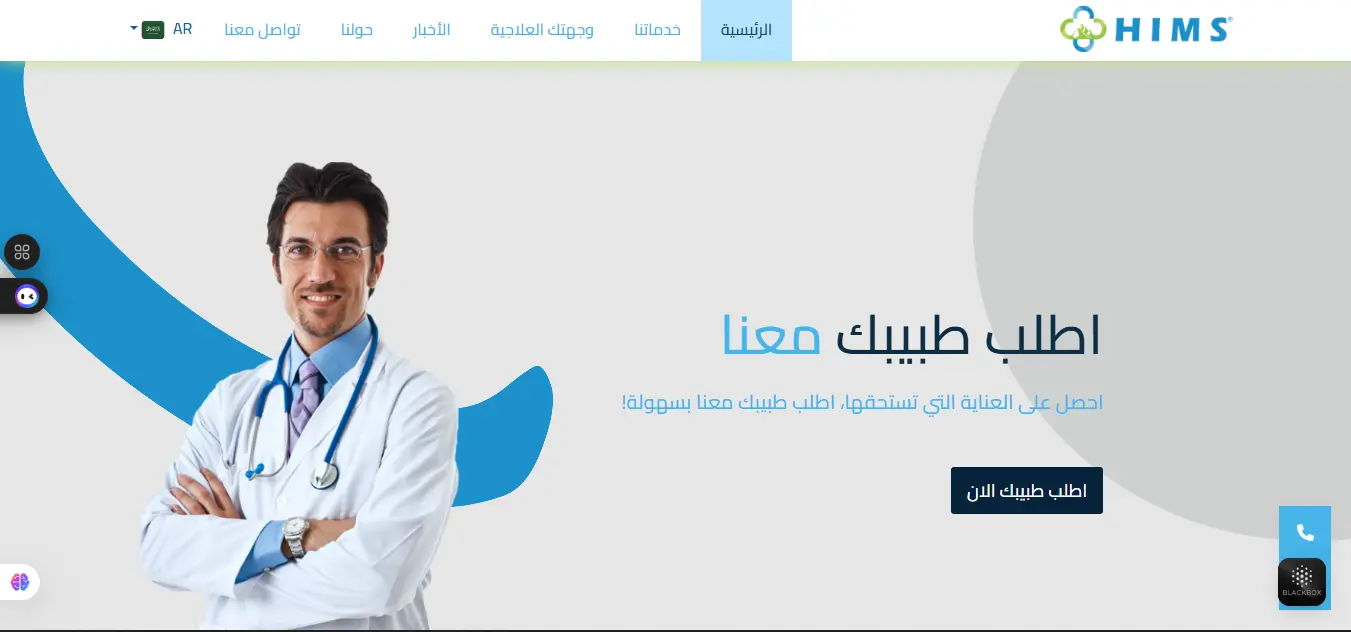 HIMS®
الرئيسية
خدماتنا
وجهتك العلاجية
الأخبار
حولنا
تواصل معنا
AR
اطلب طبيبك معنا
احصل على العناية التي تستحقها، اطلب طبيبك معنا بسهولة!
اطلب طبيبك الان
BLACKBOX